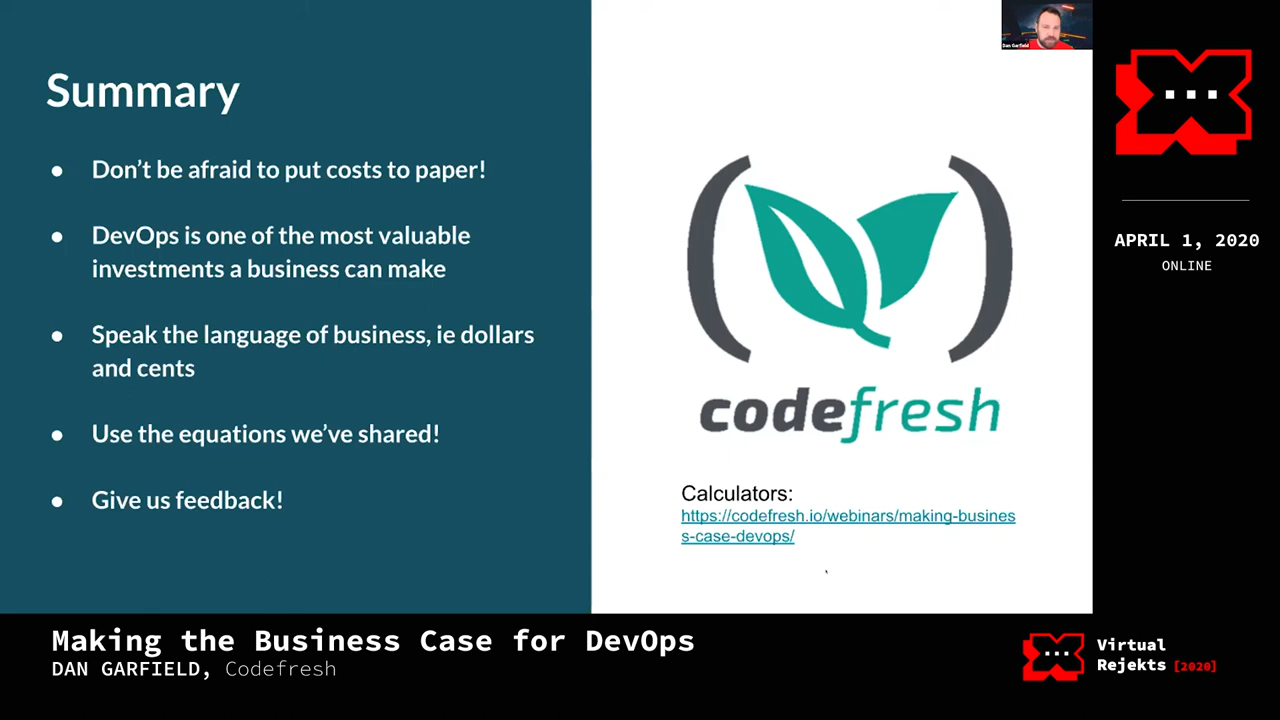 Dan Garfield
Summary
● Don’t be afraid to put costs to paper!
● DevOps is one of the most valuable
investments a business can make
● Speak the language of business, ie dollars
and cents
● Use the equations we’ve shared!
● Give us feedback!
codefresh
Calculators:
https://codefresh.io/webinars/making-busines
s-case-devops/
APRIL 1, 2020
ONLINE
Making the Business Case for DevOps
DAN GARFIELD, Codefresh
Virtual
Rejekts [2020]